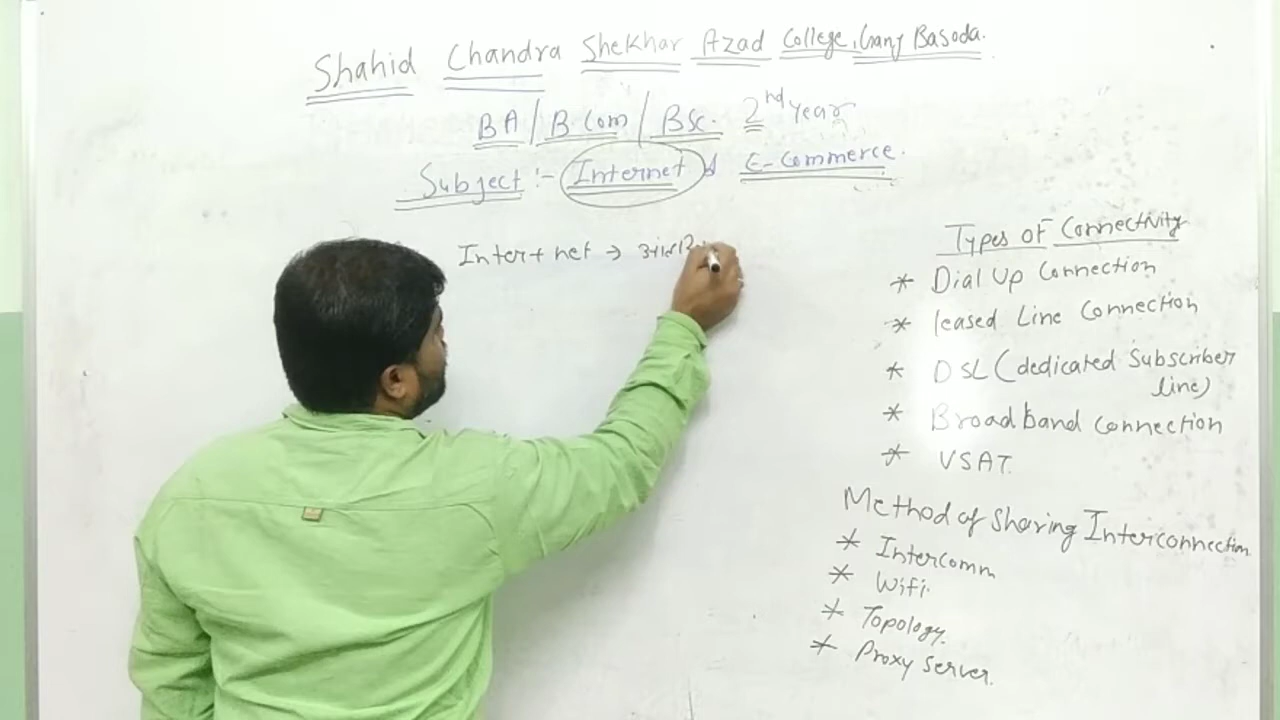 Shahid Chandra Shekhar Azad College, Ganj Basoda.
BA/B Com/BSc. 2nd Year
Subject :- Internet & E-Commerce.
Inter + net →
Types of Connectivity
* Dial Up Connection
* leased Line Connection
* DSL (dedicated Subscriber
line)
* Broadband Connection
* VSAT.
Method of Sharing Interconnection
* Intercomm
* Wifi.
* Topology.
* Proxy Server.